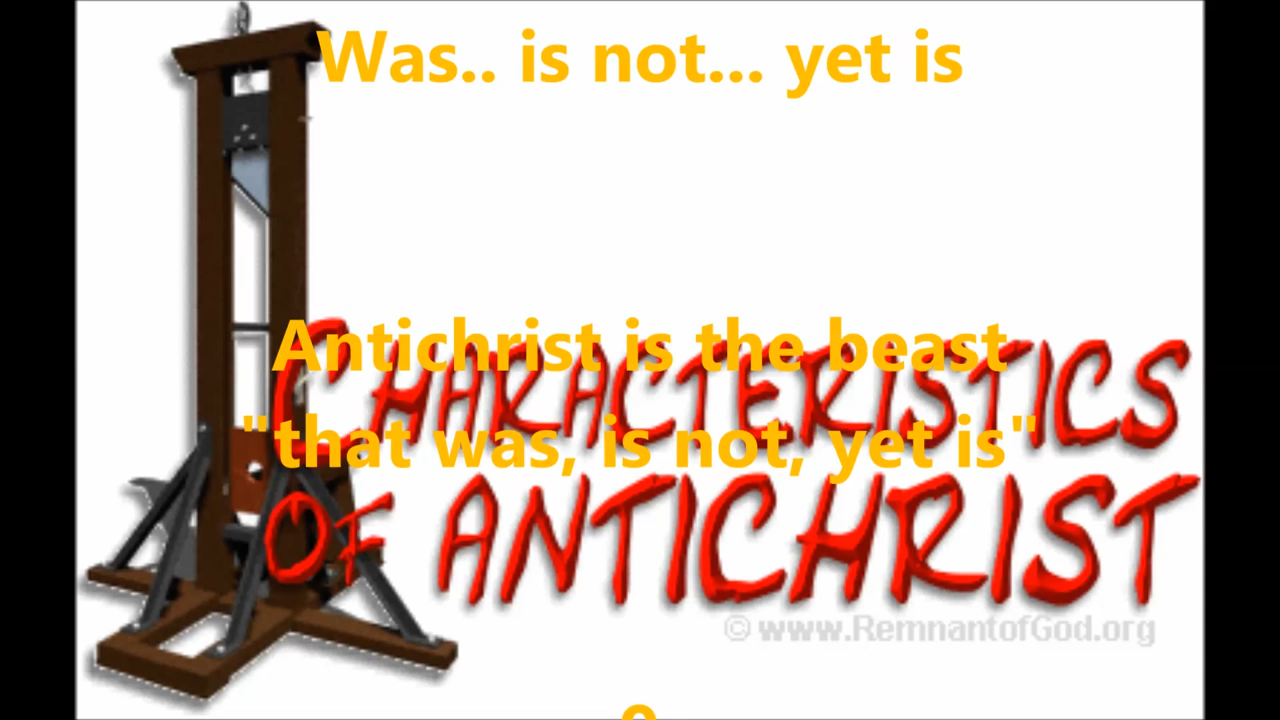 Was.. is not... yet is
Antichrist is the beast
CHARACTERISTICS
"that was, is not, yet is"
OF ANTICHRIST
© www.RemnantofGod.org